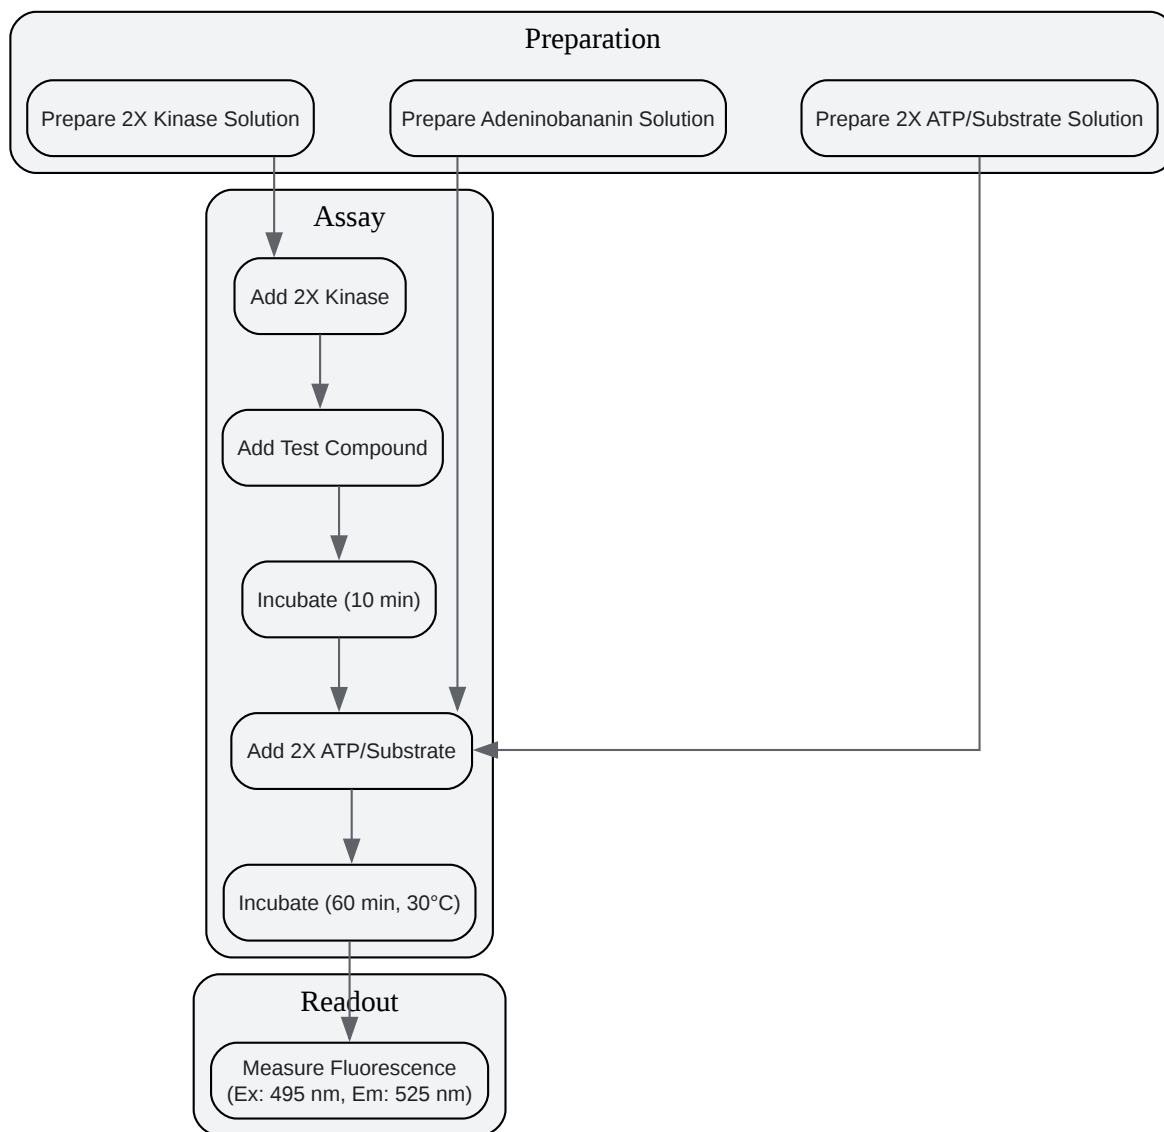 Preparation
Prepare 2X Kinase Solution
Prepare Adeninobananin Solution
Prepare 2X ATP/Substrate Solution
Assay
Add 2X Kinase
Add Test Compound
Incubate (10 min)
Add 2X ATP/Substrate
Incubate (60 min, 30°C)
Readout
Measure Fluorescence
(Ex: 495 nm, Em: 525 nm)